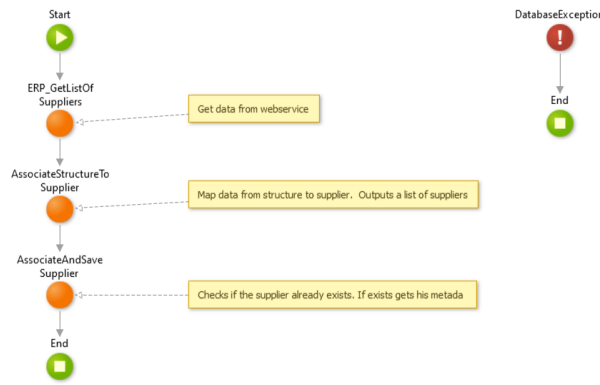 Start
DatabaseException
ERP_GetListOf
Suppliers
End
Get data from webservice
AssociateStructureTo
Supplier
Map data from structure to supplier. Outputs a list of suppliers
AssociateAndSave
Supplier
Checks if the supplier already exists. If exists gets his metada
End